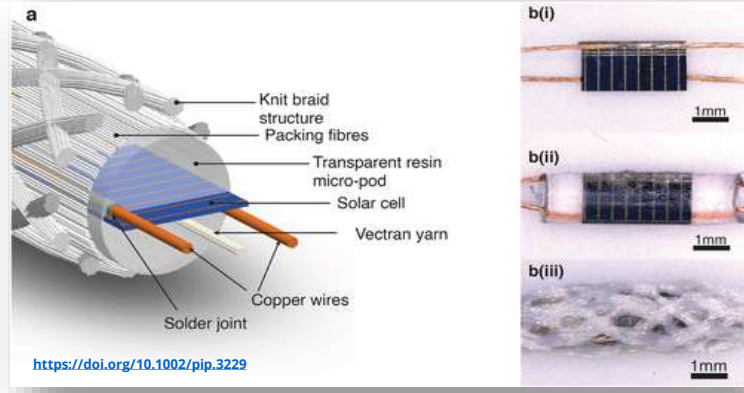 a
Knit braid
structure
Packing fibres
Transparent resin
micro-pod
Solar cell
Vectran yarn
Copper wires
Solder joint
https://doi.org/10.1002/pip.3229
b(i)
1mm
b(ii)
1mm
b(iii)
1mm